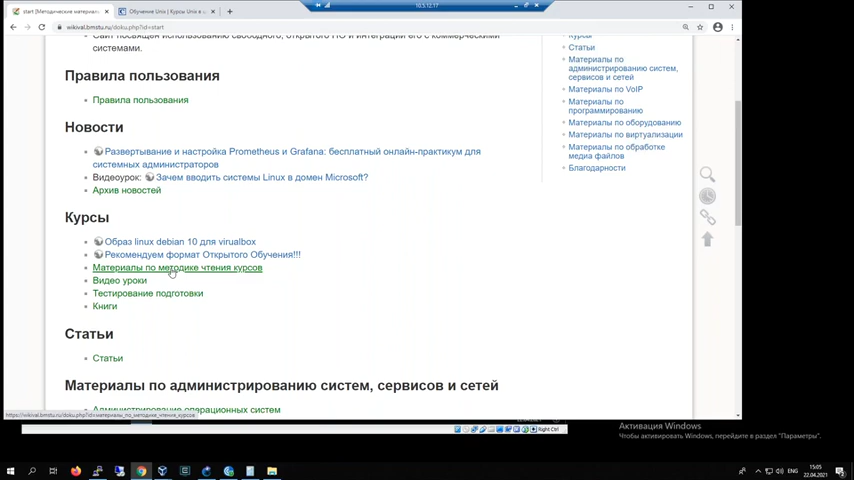 10.5.12.17
start [Методические материал
Обучение Unix | Курсы Unix в ц
wikival.bmstu.ru/doku.php?id=start
Сайт посвящен использованию свободного, открытого ПО и интеграции его с коммерческими
системами.
Правила пользования
Правила пользования
Новости
Развертывание и настройка Prometheus и Grafana: бесплатный онлайн-практикум для
системных администраторов
Видеоурок: Зачем вводить системы Linux в домен Microsoft?
Архив новостей
Курсы
Образ linux debian 10 для virualbox
Рекомендуем формат Открытого Обучения!!!
Материалы по методике чтения курсов
Видео уроки
Тестирование подготовки
Книги
Статьи
Статьи
Материалы по администрированию систем, сервисов и сетей
Администрирование операционных систем
Курсы
Статьи
Материалы по
администрированию систем,
сервисов и сетей
Материалы по VoIP
Материалы по
программированию
Материалы по оборудованию
Материалы по виртуализации
Материалы по обработке
медиа файлов
Благодарности
https://wikival.bmstu.ru/doku.php?id=материалы_по_методике_чтения_курсов
Right Ctrl
Активация Windows
Чтобы активировать Windows, перейдите в раздел "Параметры".
ENG
15:05
22.04.2021